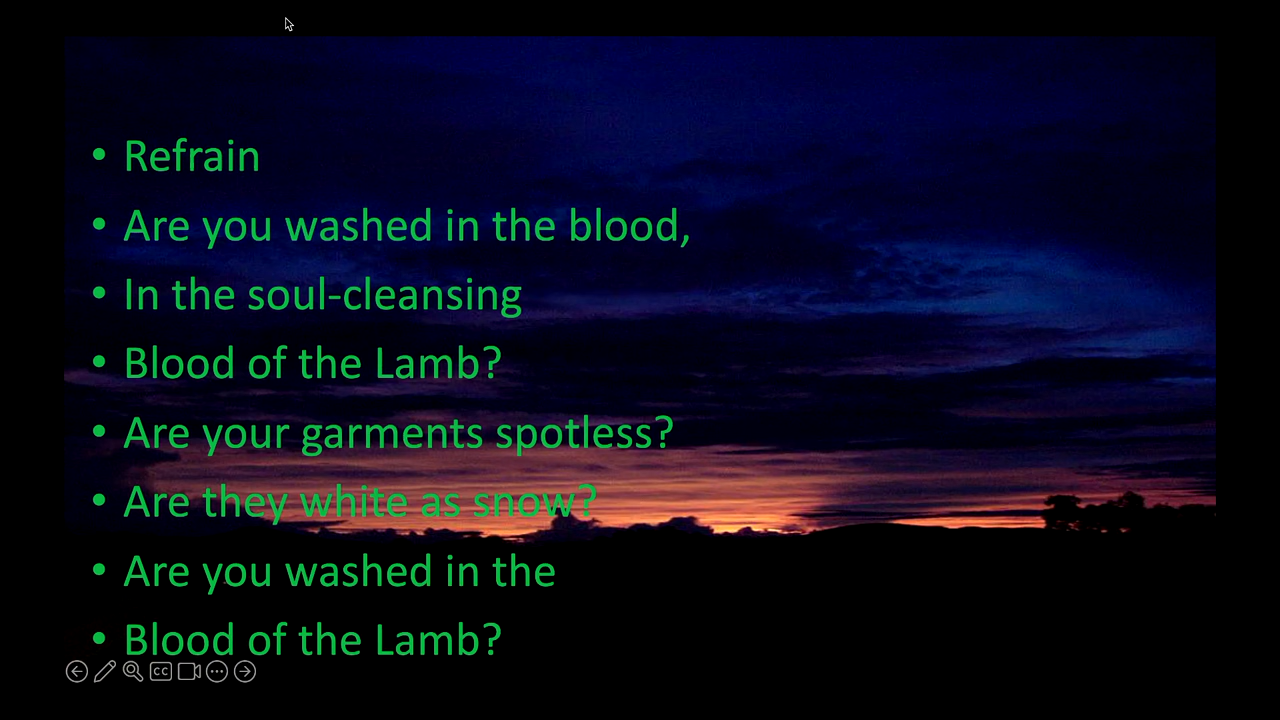 • Refrain
• Are you washed in the blood,
• In the soul-cleansing
• Blood of the Lamb?
• Are your garments spotless?
• Are they white as snow?
• Are you washed in the
• Blood of the Lamb?
CC